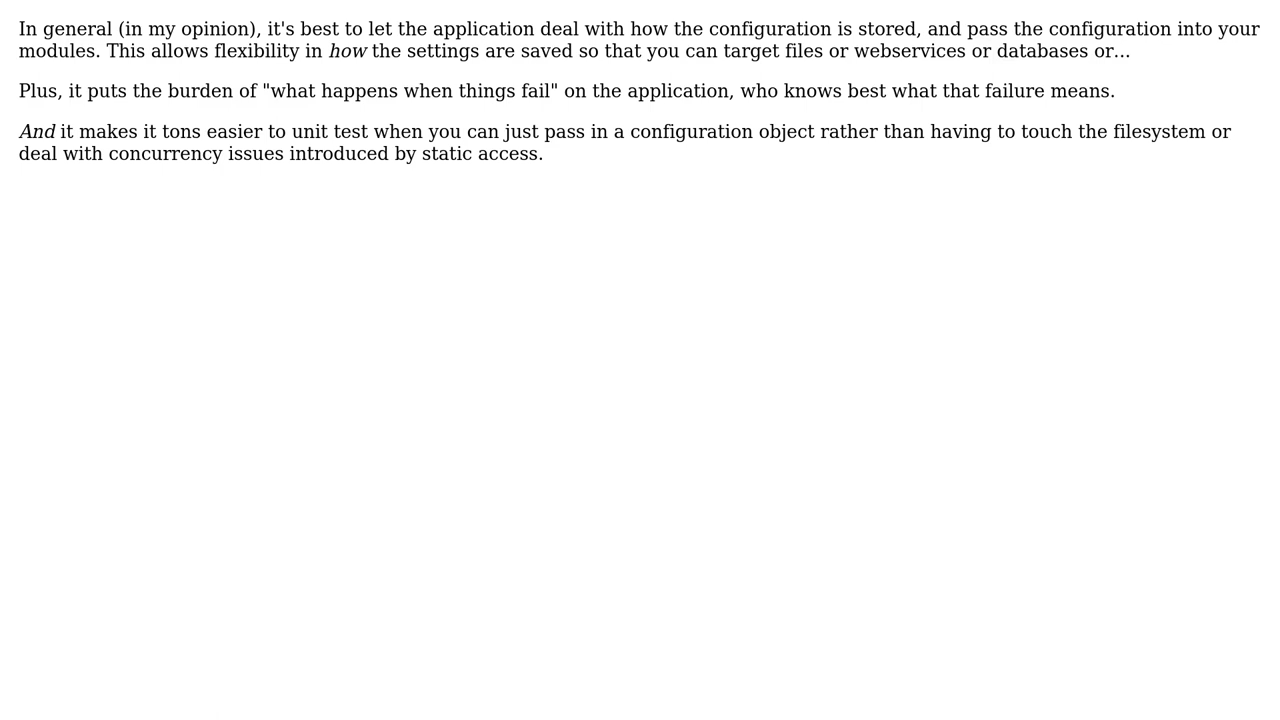 In general (in my opinion), it's best to let the application deal with how the configuration is stored, and pass the configuration into your
modules. This allows flexibility in how the settings are saved so that you can target files or webservices or databases or...
Plus, it puts the burden of "what happens when things fail" on the application, who knows best what that failure means.
And it makes it tons easier to unit test when you can just pass in a configuration object rather than having to touch the filesystem or
deal with concurrency issues introduced by static access.